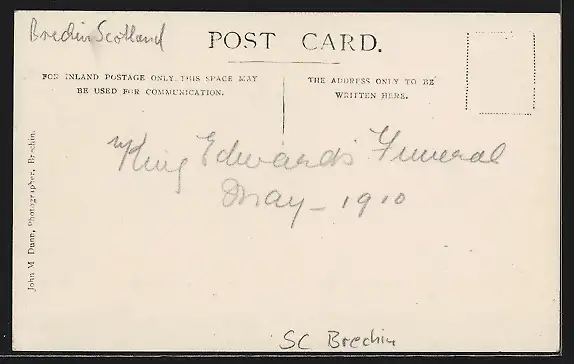 Brechin Scotland
POST CARD.
FOR INLAND POSTAGE ONLY, THIS SPACE MAY
BE USED FOR COMMUNICATION.
THE ADDRESS ONLY TO BE
WRITTEN HERE.
King Edward's Funeral
May - 1910
John M. Dunn, Photographer, Brechin.
SC Brechin